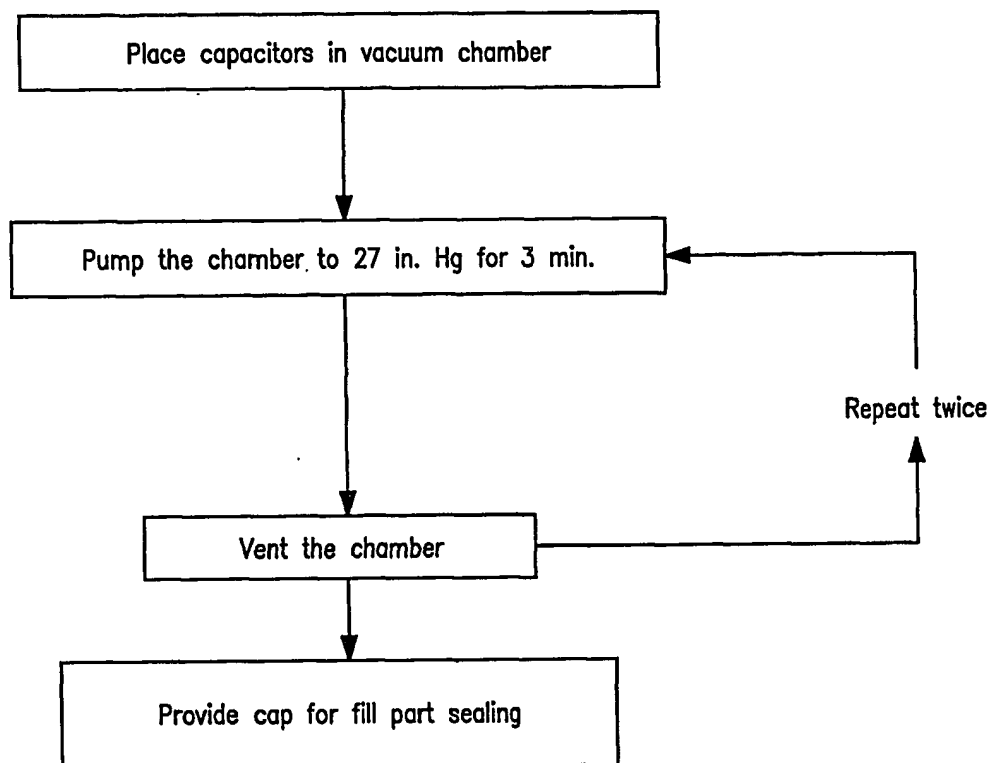 Place capacitors in vacuum chamber
Pump the chamber to 27 in. Hg for 3 min.
Repeat twice
Vent the chamber
Provide cap for fill part sealing